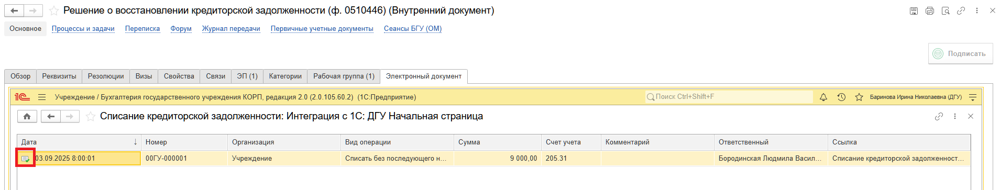 Решение о восстановлении кредиторской задолженности (ф. 0510446) (Внутренний документ)
Основное Процессы и задачи Переписка Форум Журнал передачи Первичные учетные документы Сеансы БГУ (ОМ)
Подписать
Обзор Реквизиты Резолюции Визы Свойства Связи ЭП (1) Категории Рабочая группа (1) Электронный документ
1С Учреждение / Бухгалтерия государственного учреждения КОРП, редакция 2.0 (2.0.105.60.2) (1С:Предприятие) Поиск Ctrl+Shift+F Баринова Ирина Николаевна (ДГУ)
Списание кредиторской задолженности: Интеграция с 1С: ДГУ Начальная страница
Дата ↓ Номер Организация Вид операции Сумма Счет учета Комментарий Ответственный Ссылка
03.09.2025 8:00:01 00ГУ-000001 Учреждение Списать без последующего н... 9 000,00 205.31 Бородинская Людмила Васил... Списание кредиторской задолженност...